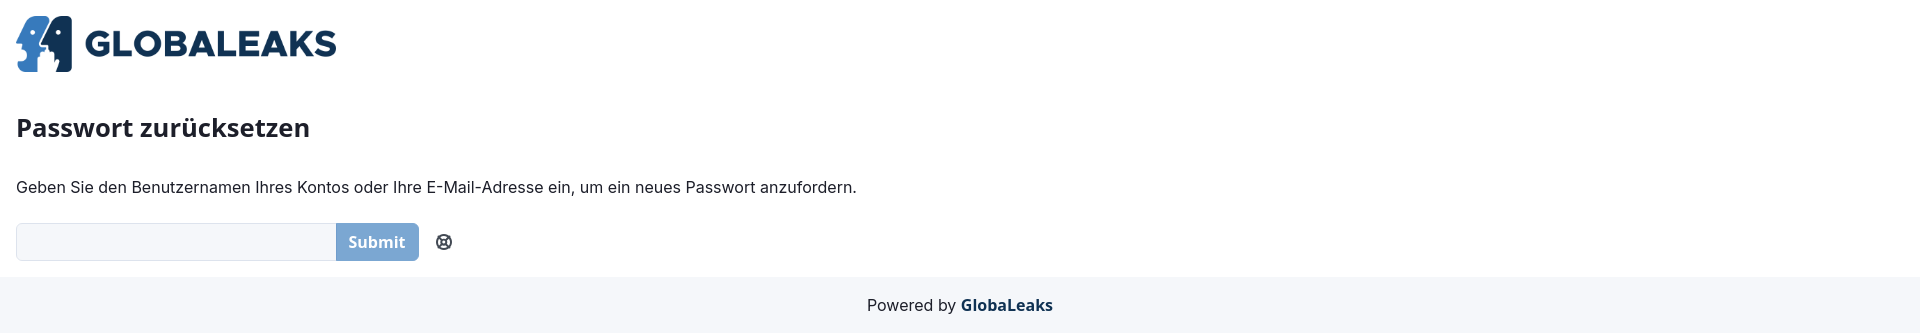 GLOBALEAKS
Passwort zurücksetzen
Geben Sie den Benutzernamen Ihres Kontos oder Ihre E-Mail-Adresse ein, um ein neues Passwort anzufordern.
Submit
Powered by GlobaLeaks